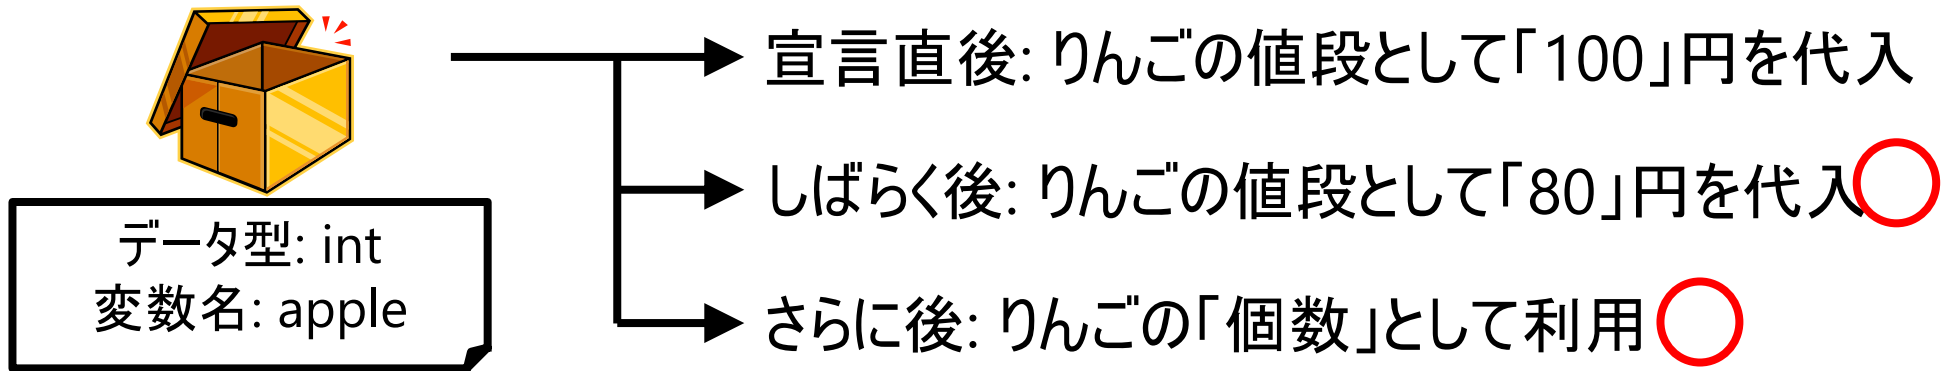 宣言直後: りんごの値段として「100」円を代入
しばらく後: りんごの値段として「80」円を代入
さらに後: りんごの「個数」として利用
データ型: int
変数名: apple